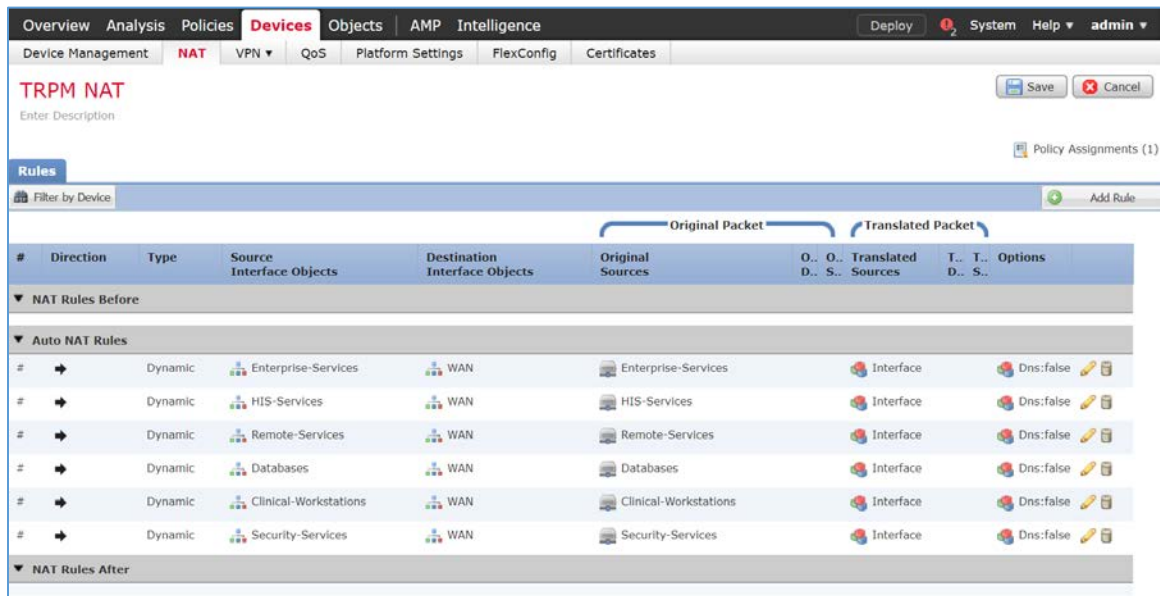 Overview Analysis Policies Devices Objects AMP Intelligence Deploy 2 System Help ▾ admin ▾
Device Management NAT VPN ▾ QoS Platform Settings FlexConfig Certificates
TRPM NAT Save Cancel
Enter Description
Policy Assignments (1)
Rules
Filter by Device Add Rule
Original Packet Translated Packet
# Direction Type Source Interface Objects Destination Interface Objects Original Sources O.. D.. O.. S.. Translated Sources T.. D.. T.. S.. Options
▼ NAT Rules Before
▼ Auto NAT Rules
# Dynamic Enterprise-Services WAN Enterprise-Services Interface Dns:false
# Dynamic HIS-Services WAN HIS-Services Interface Dns:false
# Dynamic Remote-Services WAN Remote-Services Interface Dns:false
# Dynamic Databases WAN Databases Interface Dns:false
# Dynamic Clinical-Workstations WAN Clinical-Workstations Interface Dns:false
# Dynamic Security-Services WAN Security-Services Interface Dns:false
▼ NAT Rules After